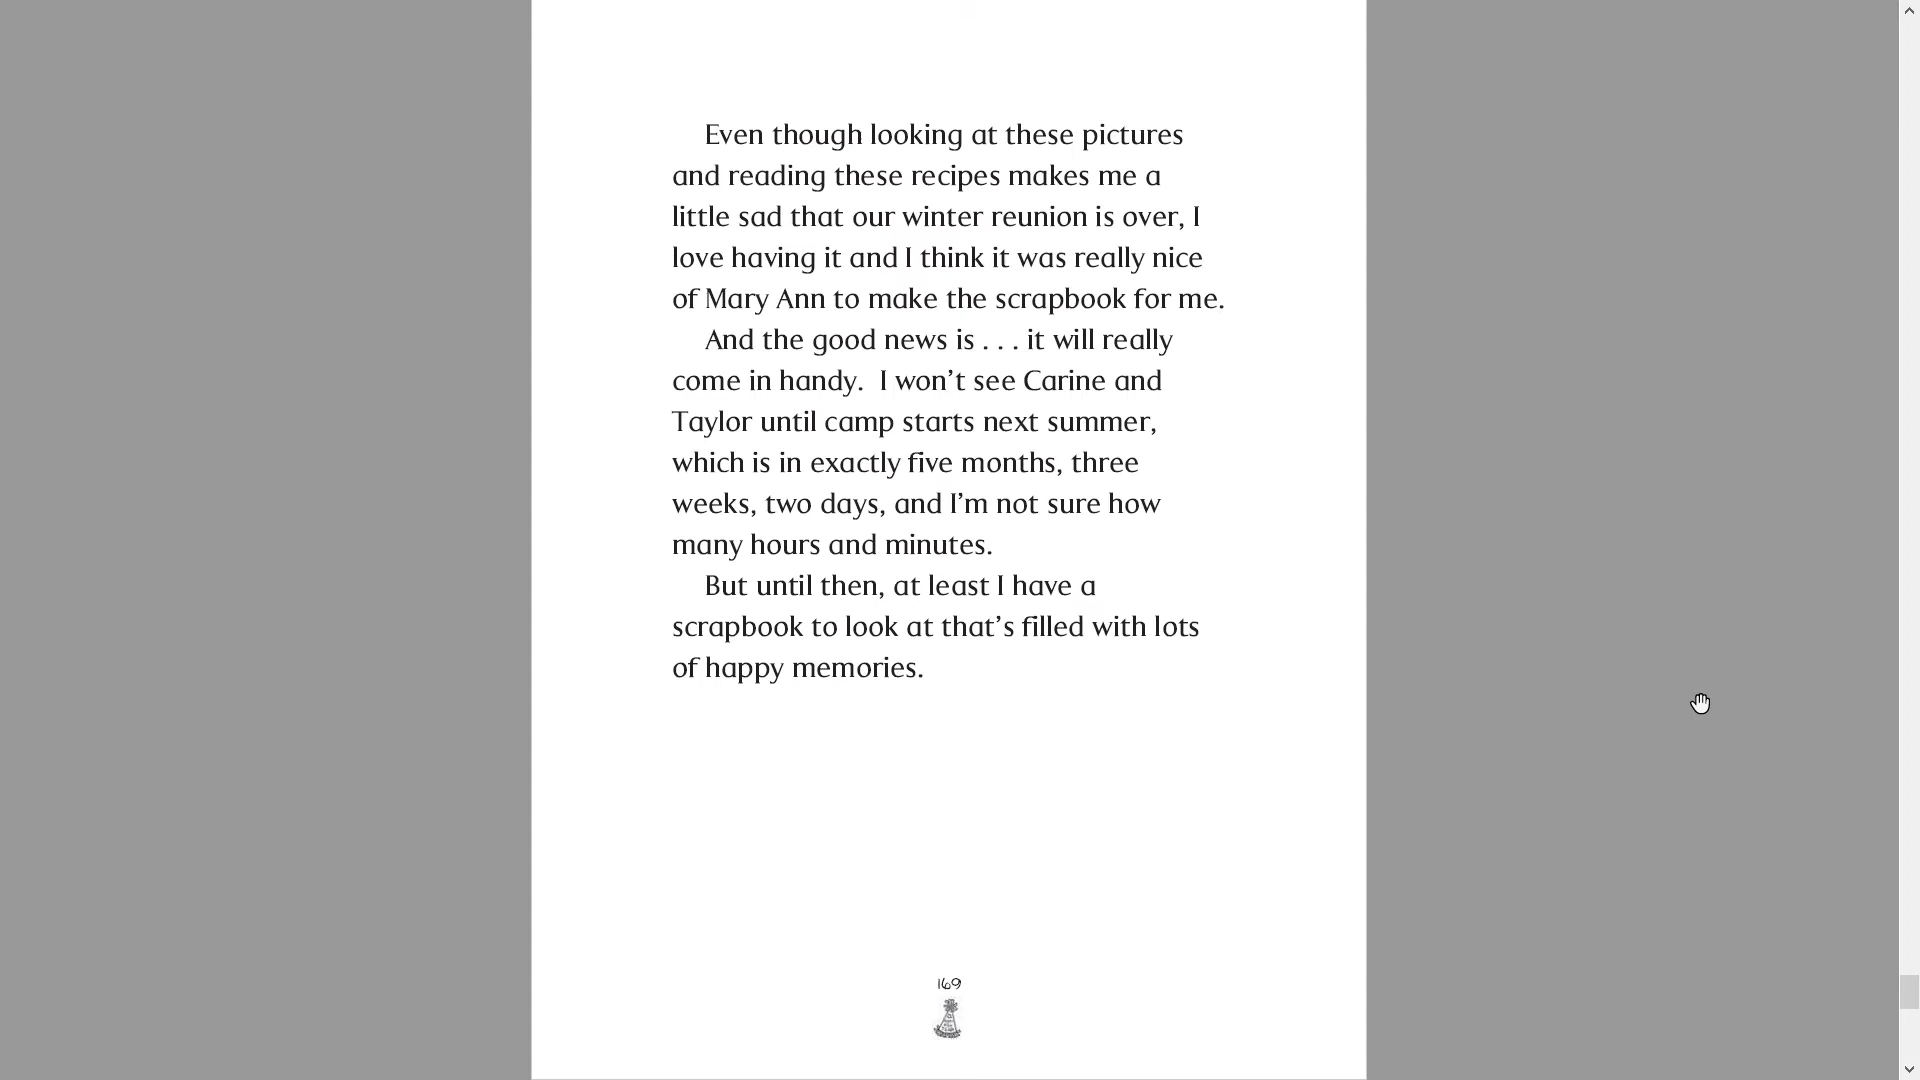 Even though looking at these pictures
and reading these recipes makes me a
little sad that our winter reunion is over, I
love having it and I think it was really nice
of Mary Ann to make the scrapbook for me.
And the good news is . . . it will really
come in handy.  I won’t see Carine and
Taylor until camp starts next summer,
which is in exactly five months, three
weeks, two days, and I’m not sure how
many hours and minutes.
But until then, at least I have a
scrapbook to look at that’s filled with lots
of happy memories.
169